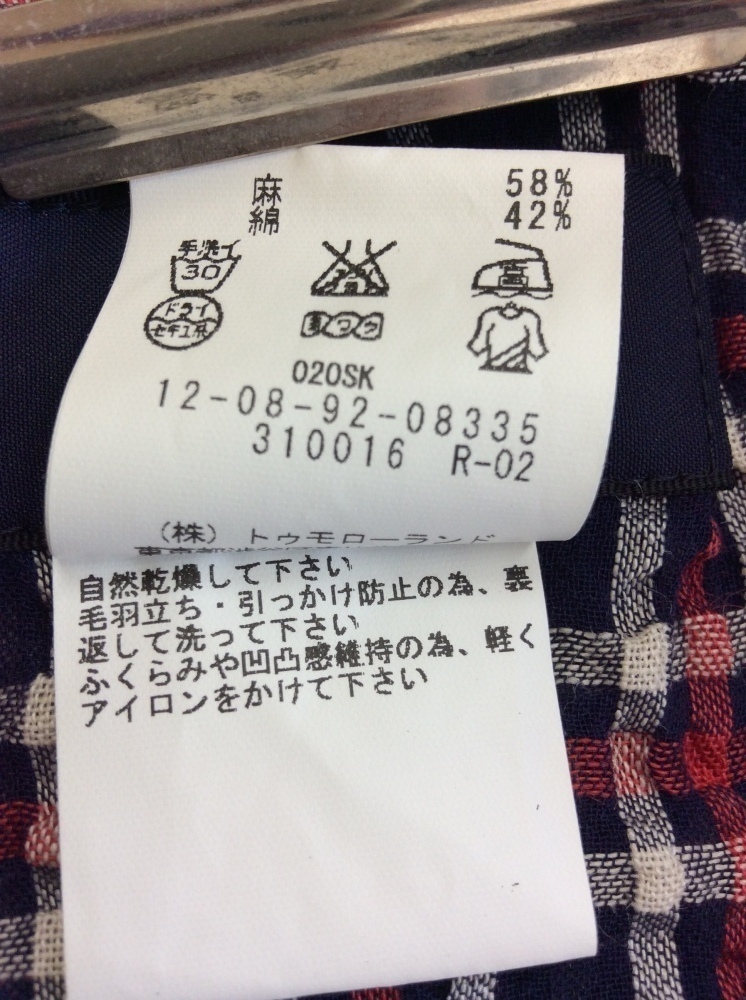 麻 58%
綿 42%
手洗イ
30
高
ドライ
セキユ系
020SK
12-08-92-08335
310016 R-02
(株) トゥモローランド
自然乾燥して下さい
毛羽立ち・引っかけ防止の為、裏
返して洗って下さい
ふくらみや凹凸感維持の為、軽く
アイロンをかけて下さい